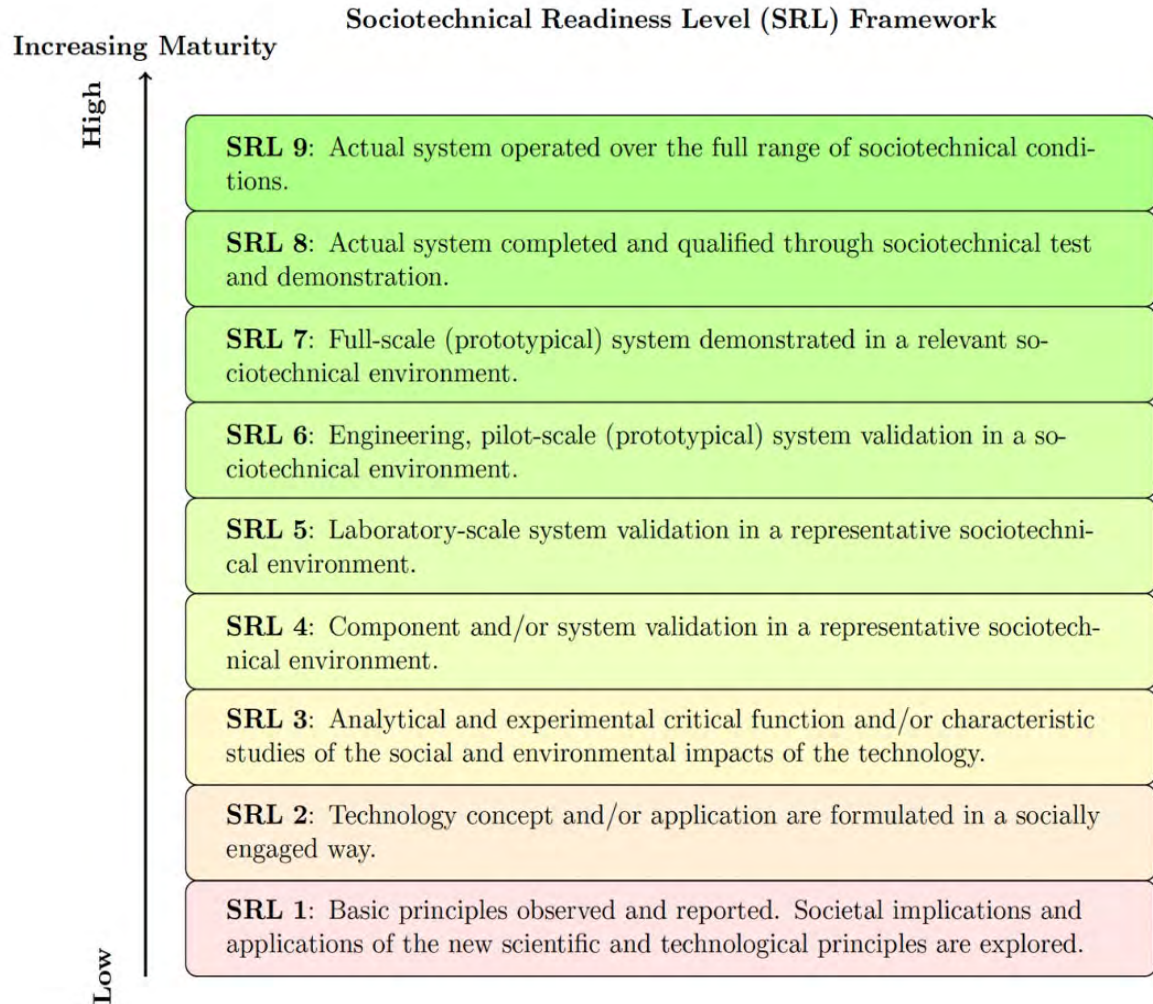 Sociotechnical Readiness Level (SRL) Framework
Increasing Maturity
High
SRL 9: Actual system operated over the full range of sociotechnical condi-
tions.
SRL 8: Actual system completed and qualified through sociotechnical test
and demonstration.
SRL 7: Full-scale (prototypical) system demonstrated in a relevant so-
ciotechnical environment.
SRL 6: Engineering, pilot-scale (prototypical) system validation in a so-
ciotechnical environment.
SRL 5: Laboratory-scale system validation in a representative sociotechni-
cal environment.
SRL 4: Component and/or system validation in a representative sociotech-
nical environment.
SRL 3: Analytical and experimental critical function and/or characteristic
studies of the social and environmental impacts of the technology.
SRL 2: Technology concept and/or application are formulated in a socially
engaged way.
SRL 1: Basic principles observed and reported. Societal implications and
applications of the new scientific and technological principles are explored.
Low